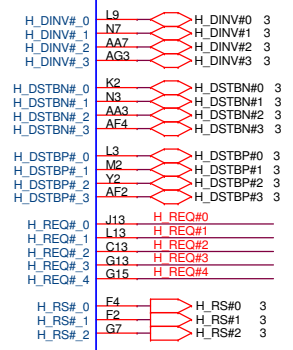 H_DINV#_0 L9 H_DINV#0 3
H_DINV#_1 N7 H_DINV#1 3
H_DINV#_2 AA7 H_DINV#2 3
H_DINV#_3 AG3 H_DINV#3 3
H_DSTBN#_0 K2 H_DSTBN#0 3
H_DSTBN#_1 N3 H_DSTBN#1 3
H_DSTBN#_2 AA3 H_DSTBN#2 3
H_DSTBN#_3 AF4 H_DSTBN#3 3
H_DSTBP#_0 L3 H_DSTBP#0 3
H_DSTBP#_1 M2 H_DSTBP#1 3
H_DSTBP#_2 Y2 H_DSTBP#2 3
H_DSTBP#_3 AF2 H_DSTBP#3 3
H_REQ#_0 J13 H_REQ#0
H_REQ#_1 L13 H_REQ#1
H_REQ#_2 C13 H_REQ#2
H_REQ#_3 G13 H_REQ#3
H_REQ#_4 G15 H_REQ#4
H_RS#_0 F4 H_RS#0 3
H_RS#_1 F2 H_RS#1 3
H_RS#_2 G7 H_RS#2 3